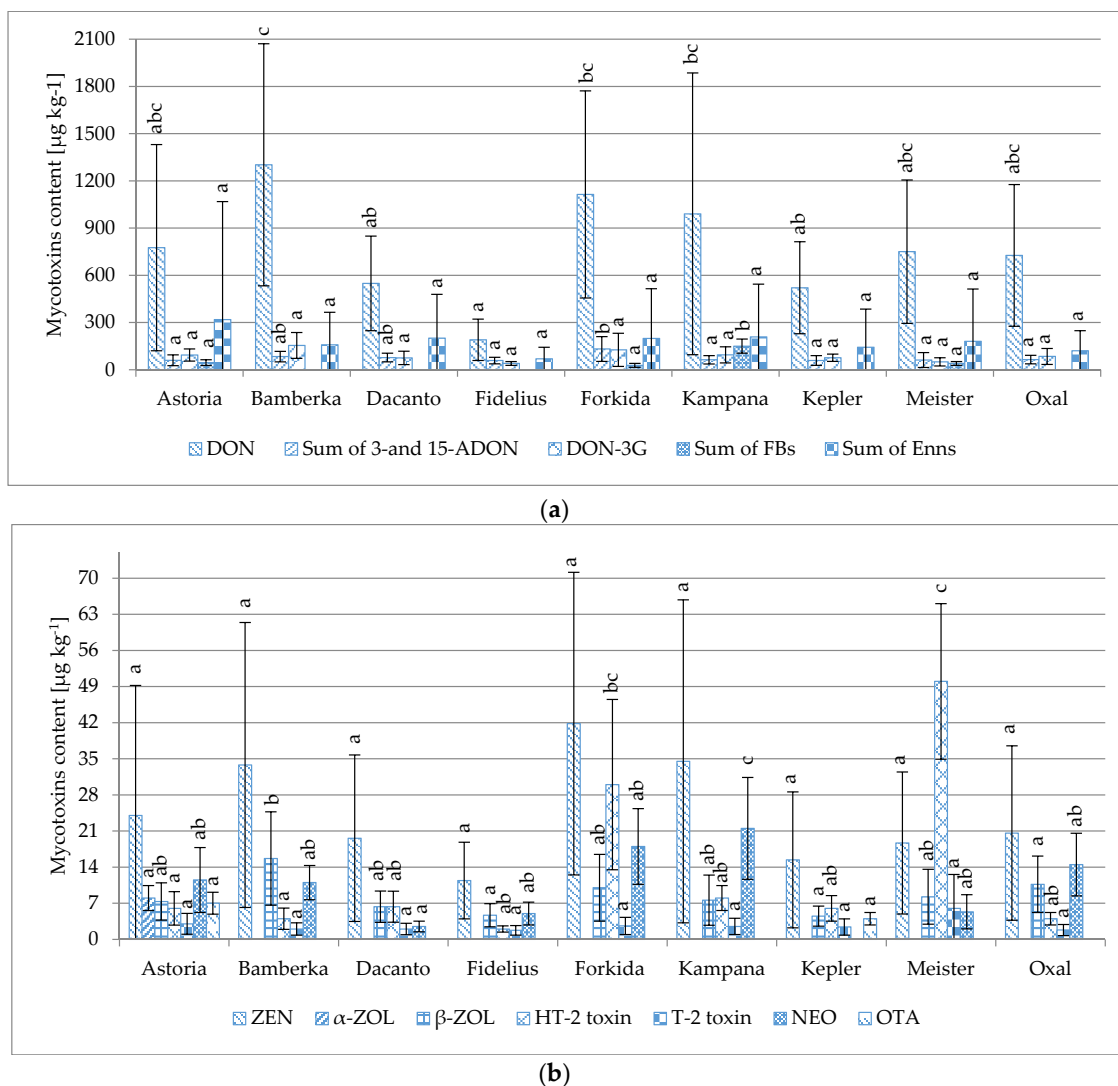 2100
1800
1500
1200
900
600
300
0
Mycotoxins content [µg kg-1]
abc a a a a
c ab a a
ab ab a a
a a a a
bc b a a a
bc a a b a
ab a a a
abc a a a a
abc a a a
Astoria Bamberka Dacanto Fidelius Forkida Kampana Kepler Meister Oxal
DON Sum of 3-and 15-ADON DON-3G Sum of FBs Sum of Enns
(a)
70
63
56
49
42
35
28
21
14
7
0
Mycotoxins content [µg kg-1]
a a ab a a ab a
a b a a ab
a ab ab a a
a a ab a ab
a ab bc a ab
a ab ab a c
a a ab a a
a ab c a ab
a ab ab a ab
Astoria Bamberka Dacanto Fidelius Forkida Kampana Kepler Meister Oxal
ZEN α-ZOL β-ZOL HT-2 toxin T-2 toxin NEO OTA
(b)